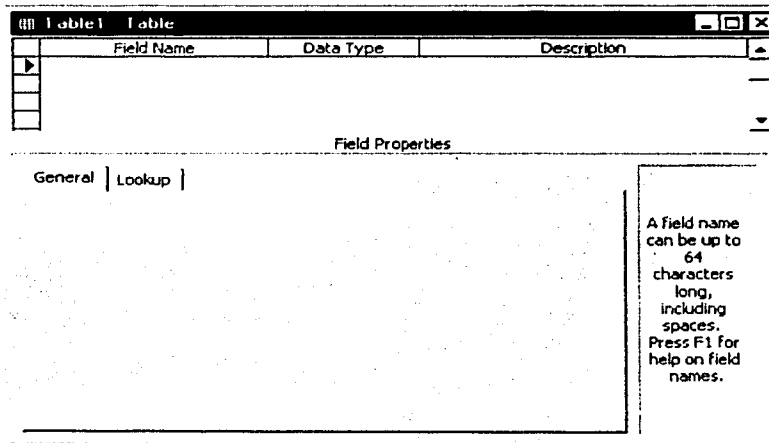 Table1 Table
Field Name Data Type Description
Field Properties
General Lookup
A field name
can be up to
64
characters
long,
including
spaces.
Press F1 for
help on field
names.